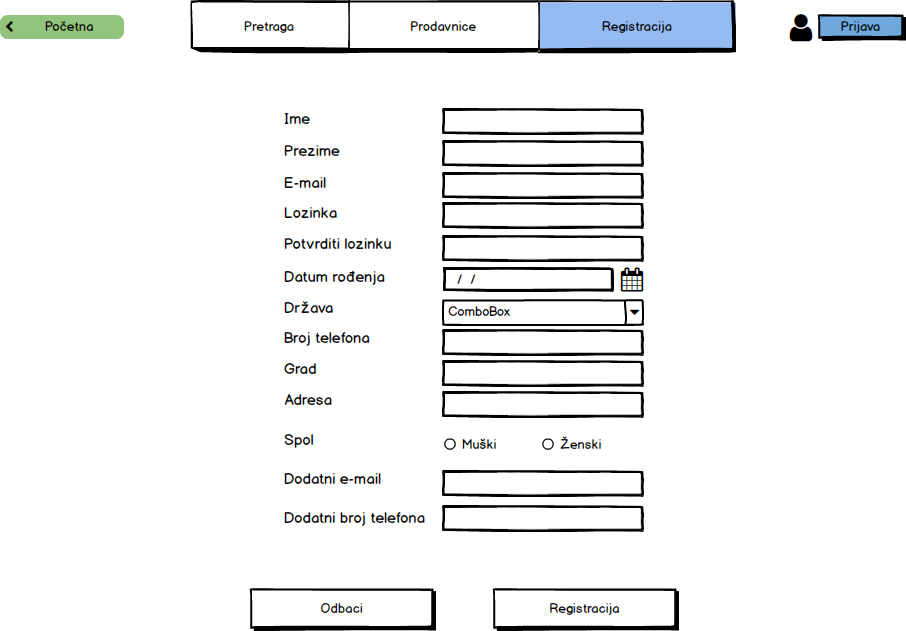 Početna
Pretraga
Prodavnice
Registracija
Prijava
Ime
Prezime
E-mail
Lozinka
Potvrditi lozinku
Datum rođenja
/ /
Država
ComboBox
Broj telefona
Grad
Adresa
Spol
Muški
Ženski
Dodatni e-mail
Dodatni broj telefona
Odbaci
Registracija